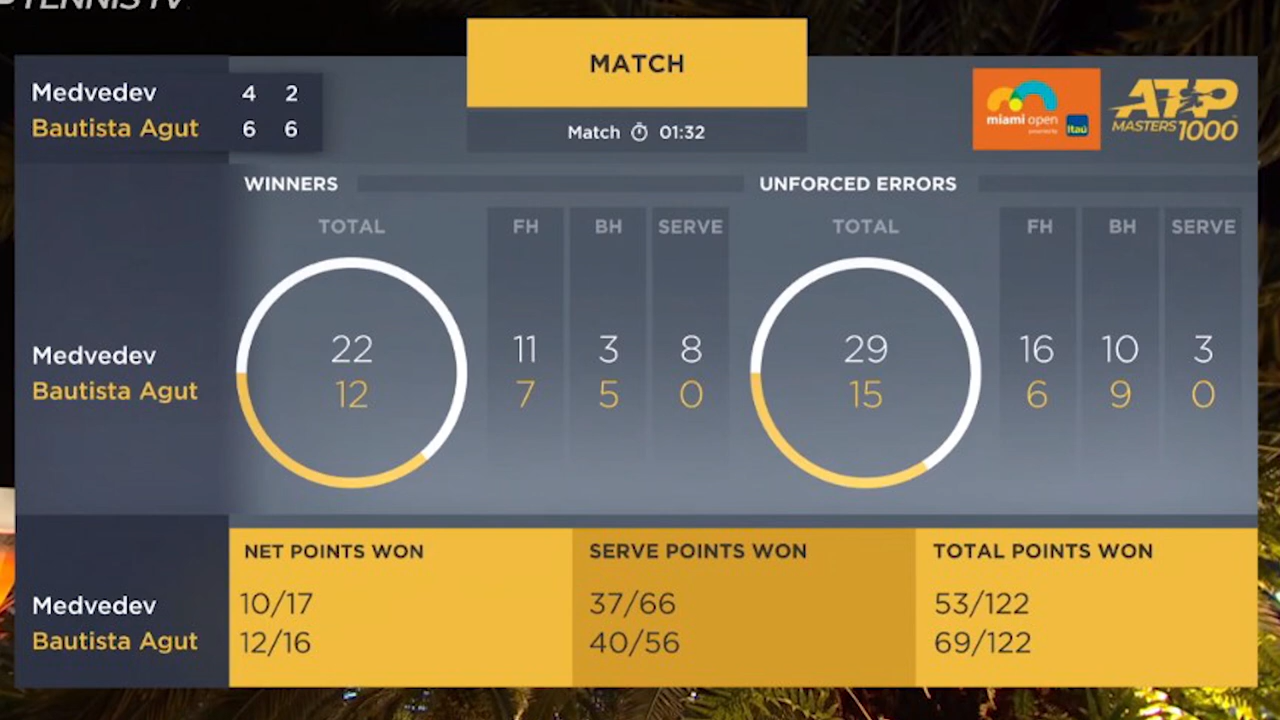 TENNIS TV
MATCH
Match 01:32
Medvedev 4 2
Bautista Agut 6 6
miami open
Itaú
ATP
MASTERS 1000
WINNERS
TOTAL FH BH SERVE
Medvedev 22 11 3 8
Bautista Agut 12 7 5 0
UNFORCED ERRORS
TOTAL FH BH SERVE
29 16 10 3
15 6 9 0
NET POINTS WON SERVE POINTS WON TOTAL POINTS WON
Medvedev 10/17 37/66 53/122
Bautista Agut 12/16 40/56 69/122